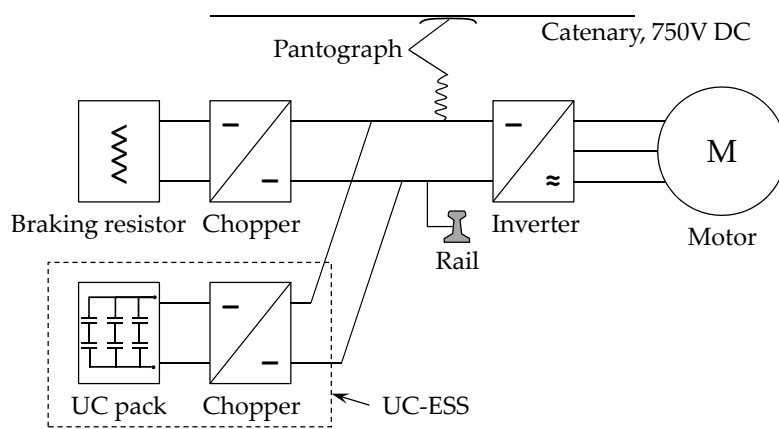 Catenary, 750V DC
Pantograph
M
Braking resistor
Chopper
Inverter
Motor
Rail
UC pack
Chopper
UC-ESS